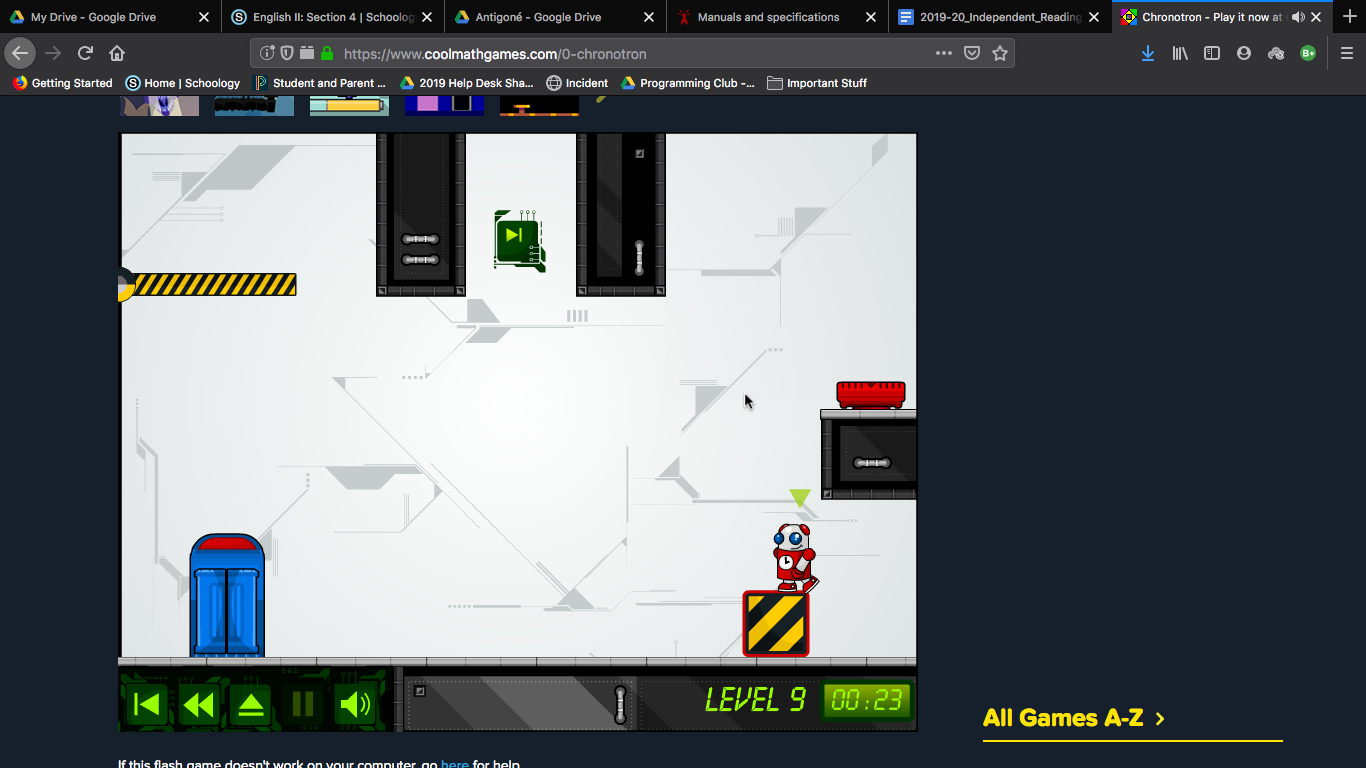 My Drive - Google Drive
English II: Section 4 | Schoolog
Antigoné - Google Drive
Manuals and specifications
2019-20_Independent_Reading
Chronotron - Play it now at
https://www.coolmathgames.com/0-chronotron
Getting Started
Home | Schoology
Student and Parent ...
2019 Help Desk Sha...
Incident
Programming Club -...
Important Stuff
B+
LEVEL 9
00:23
All Games A-Z
If this flash game doesn't work on your computer, go here for help.